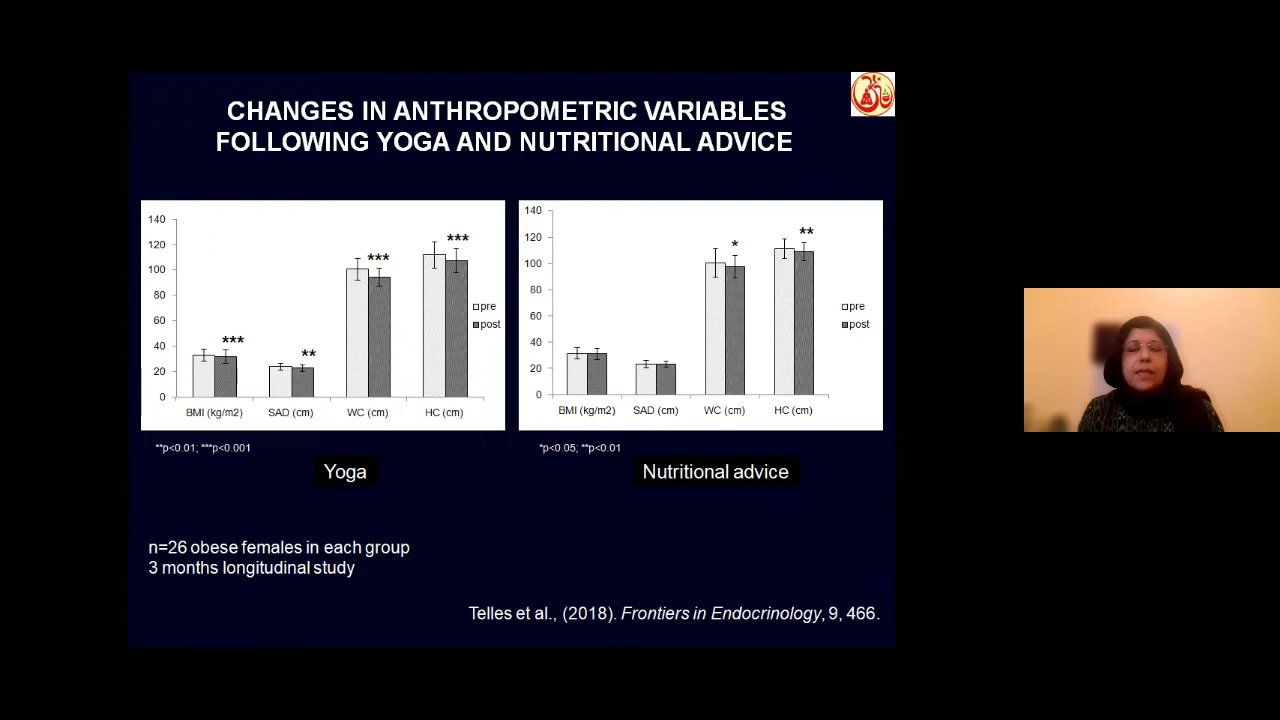 CHANGES IN ANTHROPOMETRIC VARIABLES
FOLLOWING YOGA AND NUTRITIONAL ADVICE
140
120
100
80
60
40
20
0
***
**
***
***
BMI (kg/m2)
SAD (cm)
WC (cm)
HC (cm)
pre
post
**p<0.01; ***p<0.001
Yoga
140
120
100
80
60
40
20
0
*
**
BMI (kg/m2)
SAD (cm)
WC (cm)
HC (cm)
pre
post
*p<0.05; **p<0.01
Nutritional advice
n=26 obese females in each group
3 months longitudinal study
Telles et al., (2018). Frontiers in Endocrinology, 9, 466.